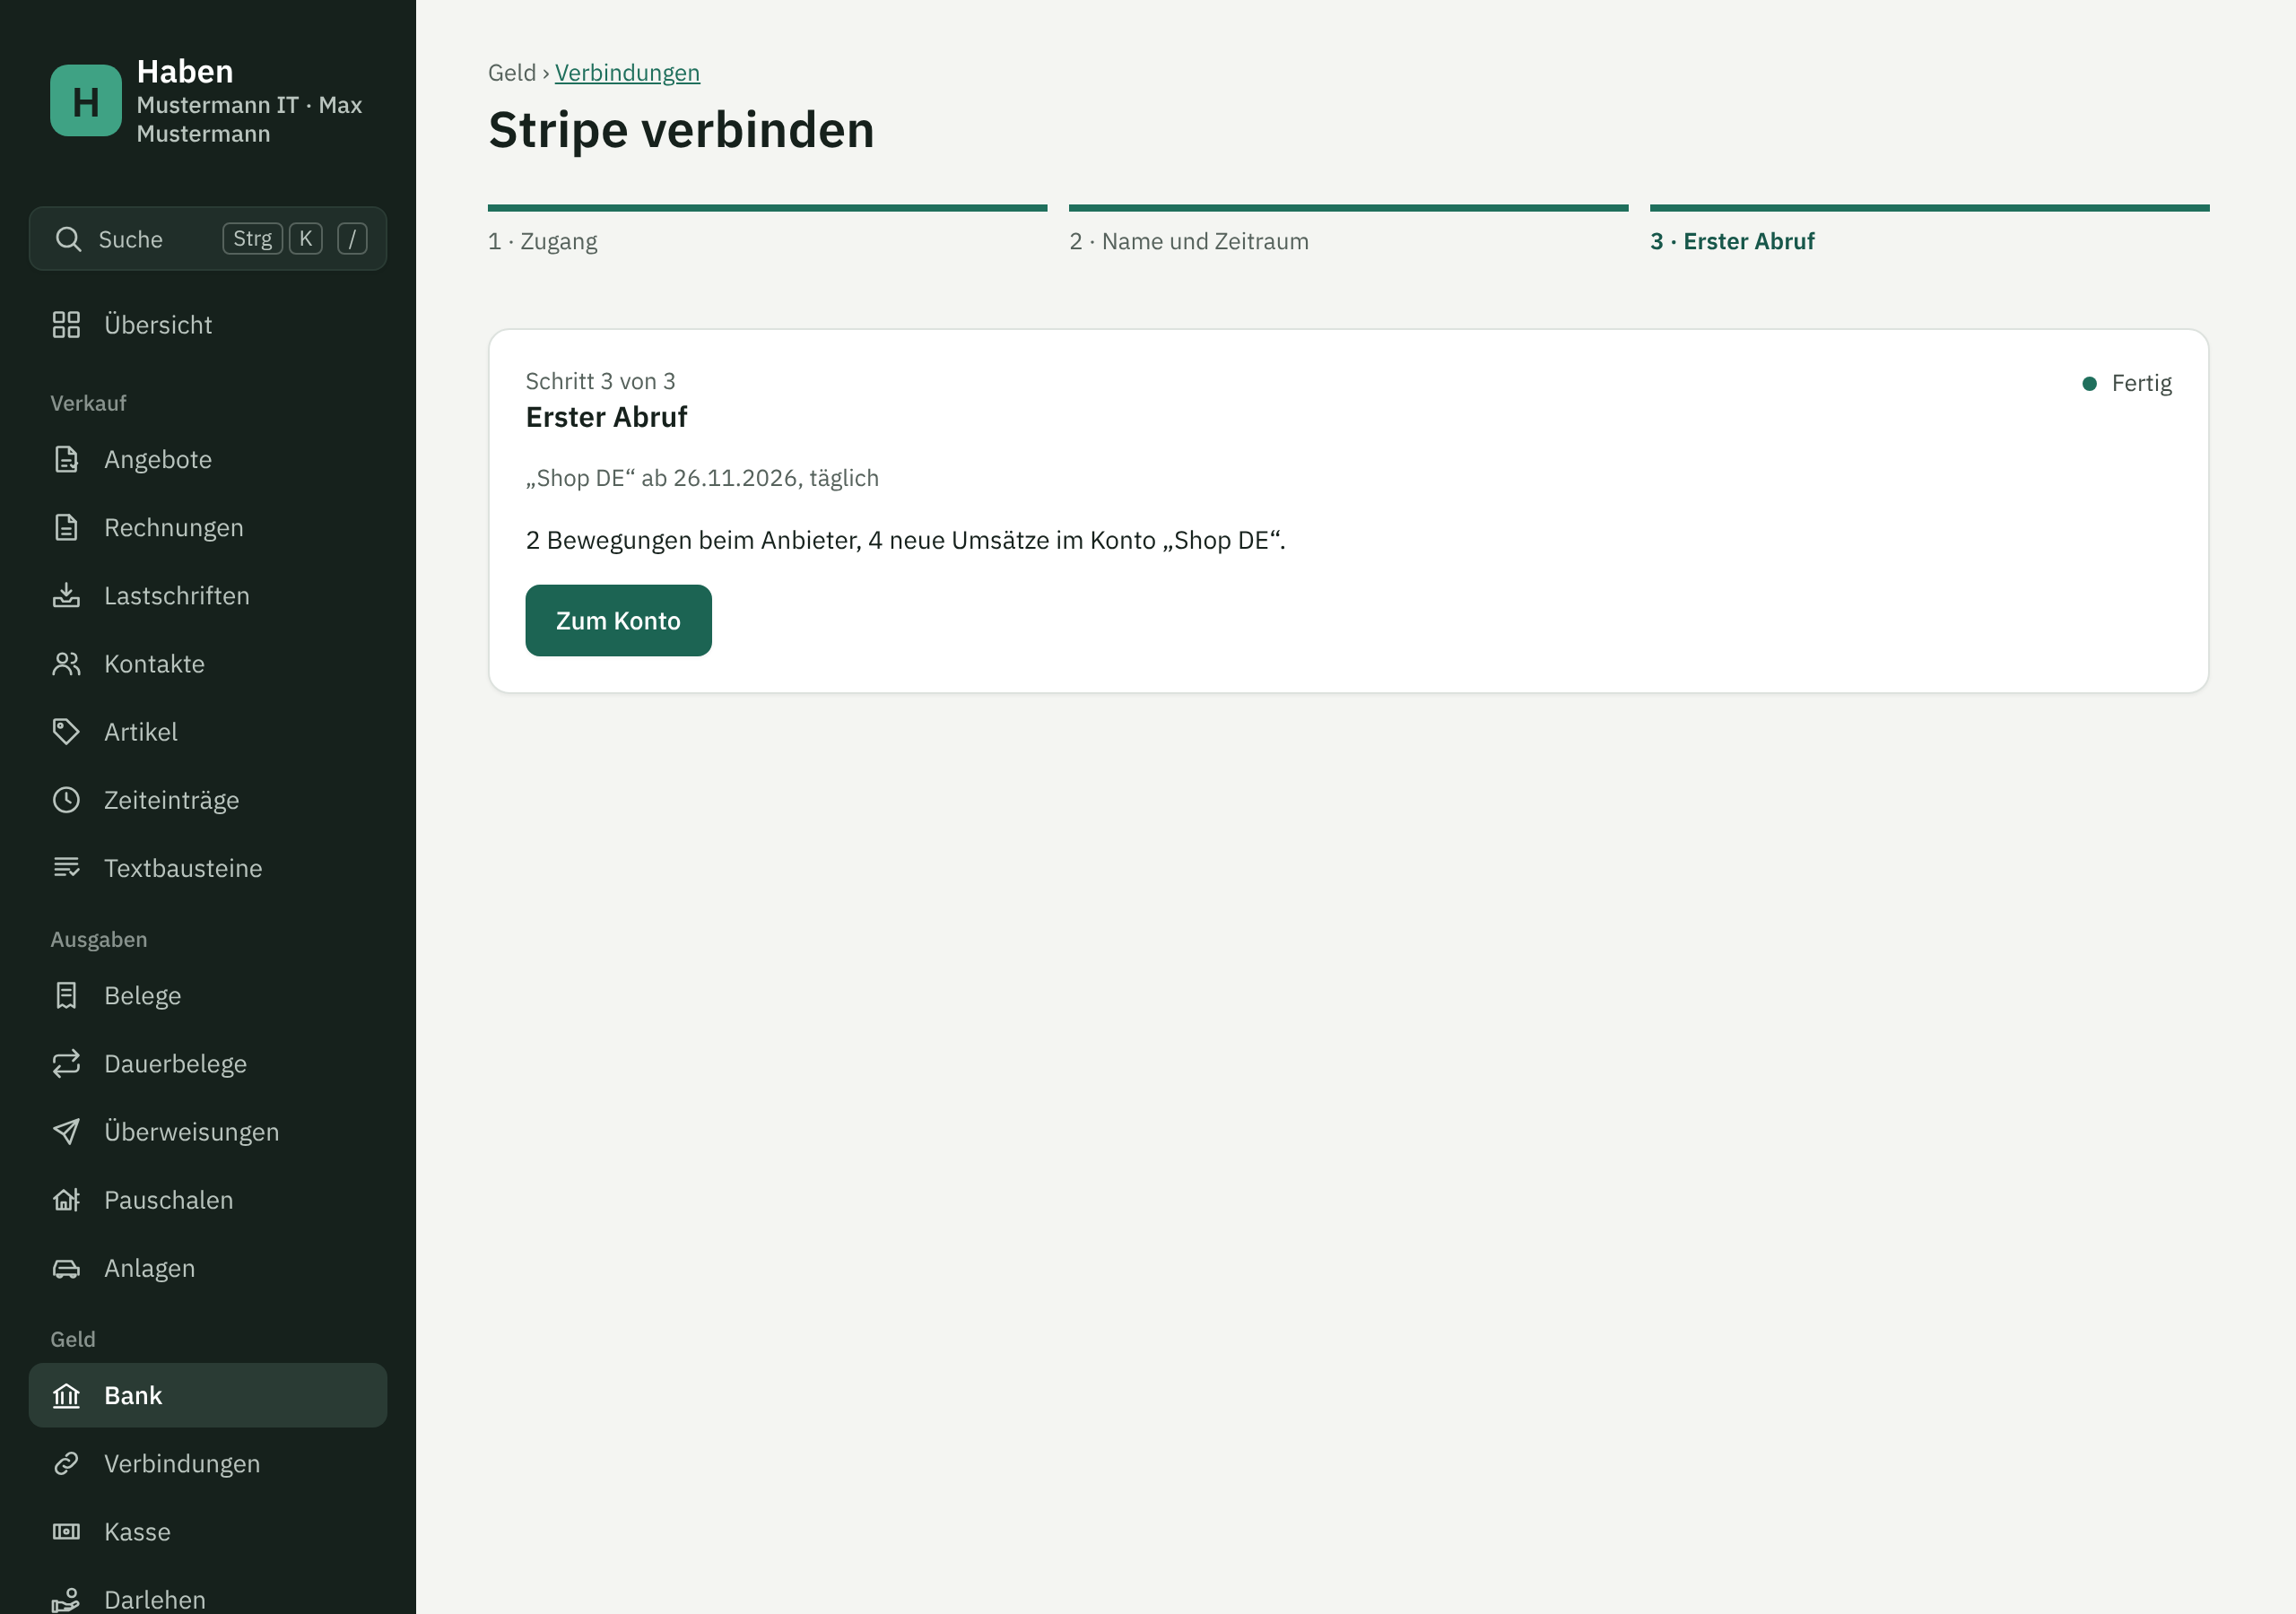 H
Haben
Mustermann IT · Max
Mustermann
Suche Strg K /
Übersicht
Verkauf
Angebote
Rechnungen
Lastschriften
Kontakte
Artikel
Zeiteinträge
Textbausteine
Ausgaben
Belege
Dauerbelege
Überweisungen
Pauschalen
Anlagen
Geld
Bank
Verbindungen
Kasse
Darlehen
Geld › Verbindungen
Stripe verbinden
1 · Zugang
2 · Name und Zeitraum
3 · Erster Abruf
Schritt 3 von 3
Fertig
Erster Abruf
„Shop DE“ ab 26.11.2026, täglich
2 Bewegungen beim Anbieter, 4 neue Umsätze im Konto „Shop DE“.
Zum Konto